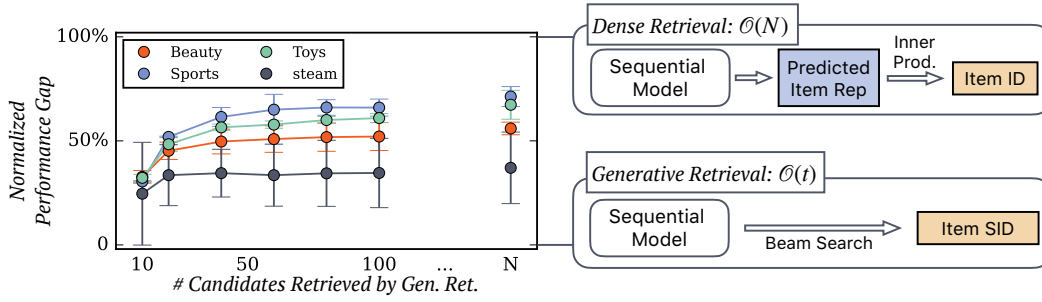 Normalized
Performance Gap
100%
50%
0
Beauty
Sports
Toys
steam
10
50
100
...
N
# Candidates Retrieved by Gen. Ret.
Dense Retrieval: 𝒪(N)
Sequential
Model
Predicted
Item Rep
Inner
Prod.
Item ID
Generative Retrieval: 𝒪(t)
Sequential
Model
Beam Search
Item SID